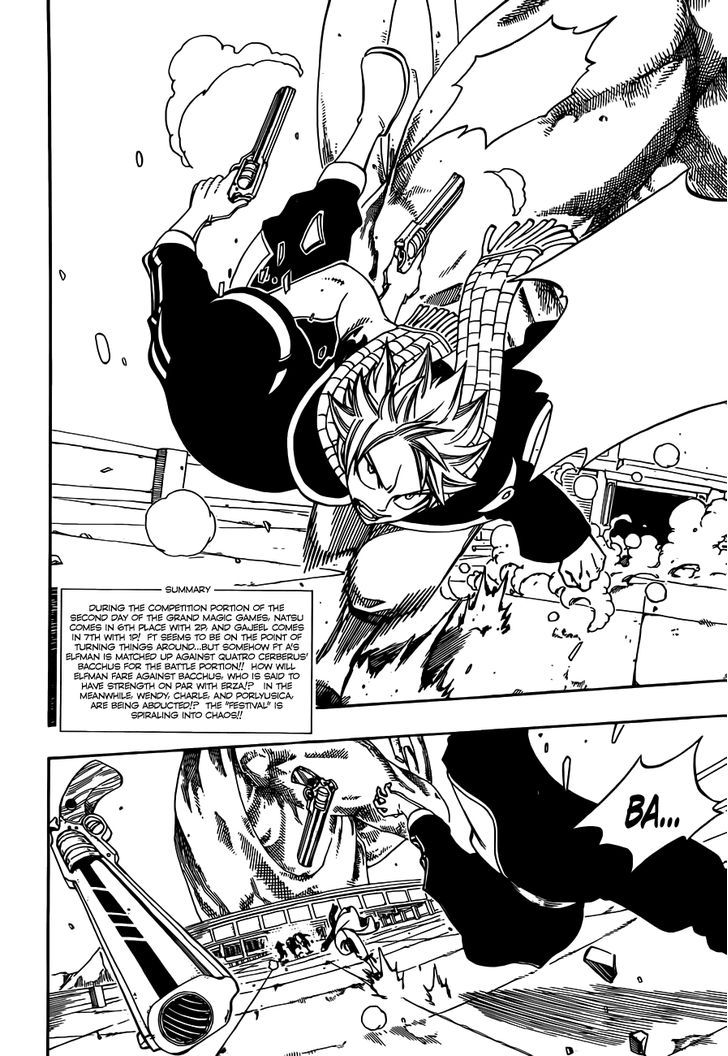 SUMMARY
DURING THE COMPETITION PORTION OF THE
SECOND DAY OF THE GRAND MAGIC GAMES, NATSU
COMES IN 6TH PLACE WITH 2P, AND GAJEEL COMES
IN 7TH WITH 1P! FT SEEMS TO BE ON THE POINT OF
TURNING THINGS AROUND...BUT SOMEHOW FT A'S
ELFMAN IS MATCHED UP AGAINST QUATRO CERBERUS'
BACCHUS FOR THE BATTLE PORTION!! HOW WILL
ELFMAN FARE AGAINST BACCHUS, WHO IS SAID TO
HAVE STRENGTH ON PAR WITH ERZA!? IN THE
MEANWHILE, WENDY, CHARLE, AND PORLYUSICA,
ARE BEING ABDUCTED!? THE "FESTIVAL" IS
SPIRALING INTO CHAOS!!
BA...